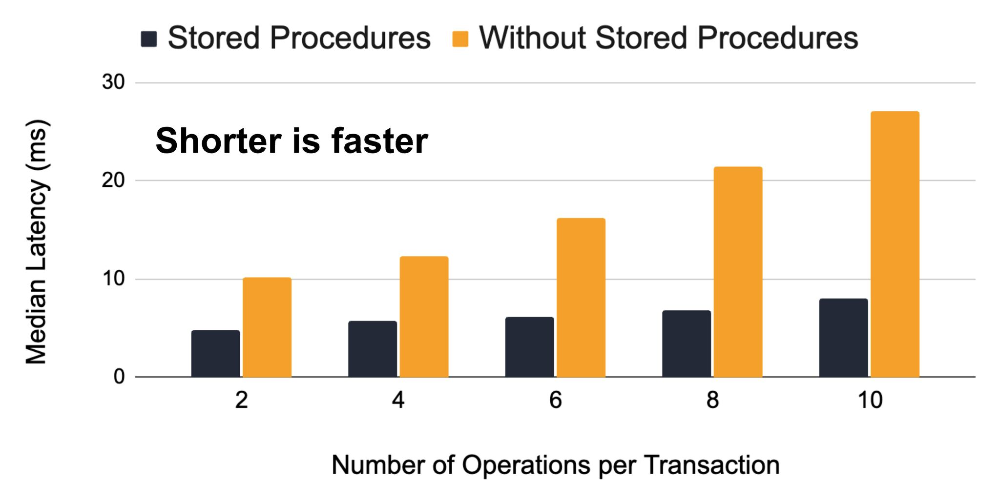 Stored Procedures Without Stored Procedures
30
Shorter is faster
20
10
0
Median Latency (ms)
2 4 6 8 10
Number of Operations per Transaction